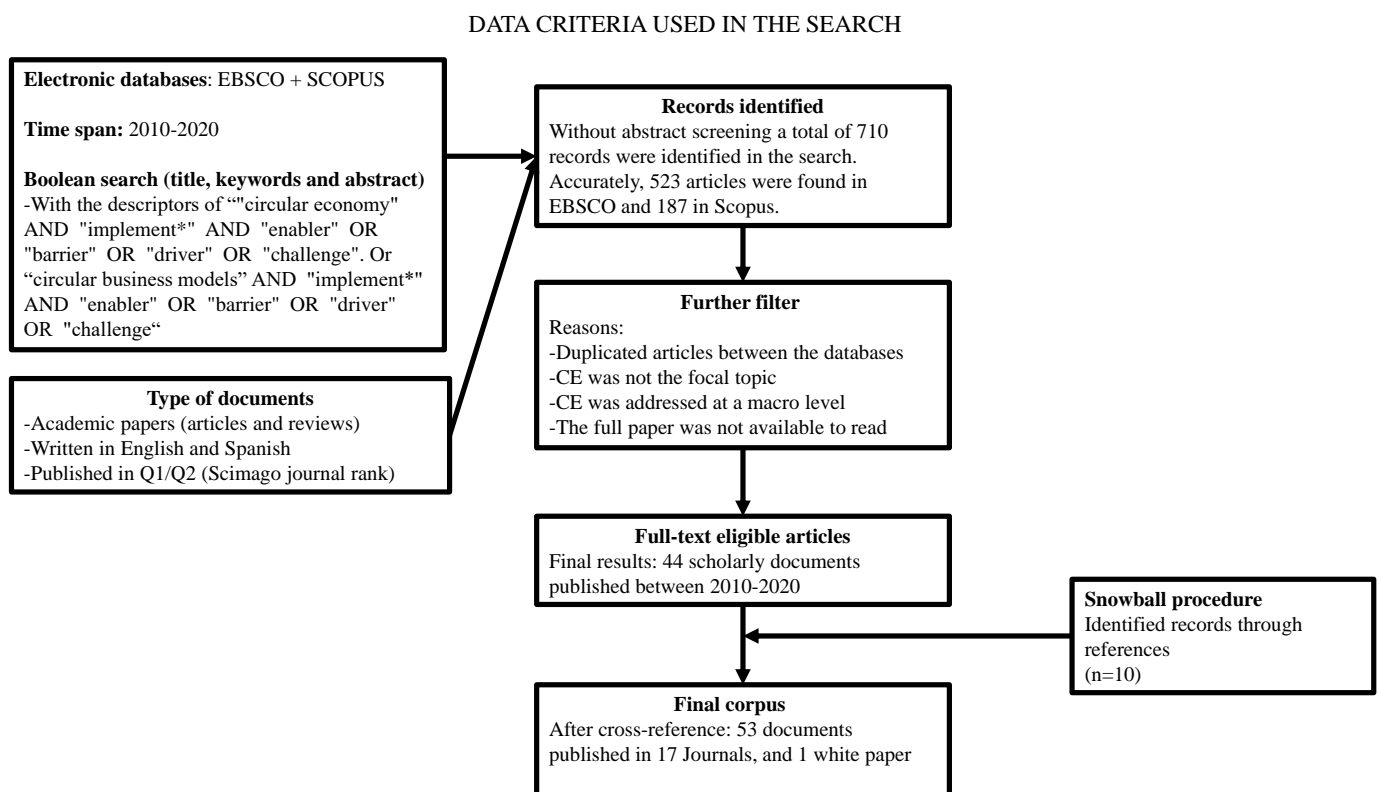 DATA CRITERIA USED IN THE SEARCH
Electronic databases: EBSCO + SCOPUS
Time span: 2010-2020
Boolean search (title, keywords and abstract)
-With the descriptors of “"circular economy"
AND "implement*" AND "enabler" OR
"barrier" OR "driver" OR "challenge". Or
“circular business models” AND "implement*"
AND "enabler" OR "barrier" OR "driver"
OR "challenge“
Type of documents
-Academic papers (articles and reviews)
-Written in English and Spanish
-Published in Q1/Q2 (Scimago journal rank)
Records identified
Without abstract screening a total of 710
records were identified in the search.
Accurately, 523 articles were found in
EBSCO and 187 in Scopus.
Further filter
Reasons:
-Duplicated articles between the databases
-CE was not the focal topic
-CE was addressed at a macro level
-The full paper was not available to read
Full-text eligible articles
Final results: 44 scholarly documents
published between 2010-2020
Snowball procedure
Identified records through
references
(n=10)
Final corpus
After cross-reference: 53 documents
published in 17 Journals, and 1 white paper